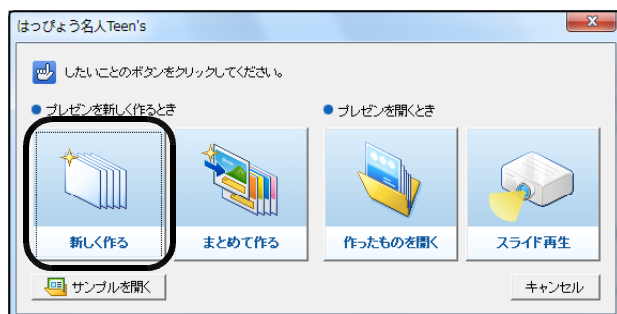 はっぴょう名人Teen's
したいことのボタンをクリックしてください。
プレゼンを新しく作るとき
プレゼンを開くとき
新しく作る
まとめて作る
作ったものを開く
スライド再生
サンプルを開く
キャンセル